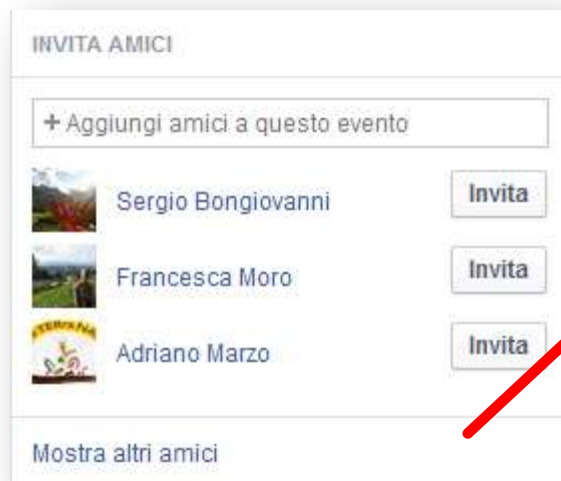 INVITA AMICI
+ Aggiungi amici a questo evento
Sergio Bongiovanni
Invita
Francesca Moro
Invita
Adriano Marzo
Invita
Mostra altri amici